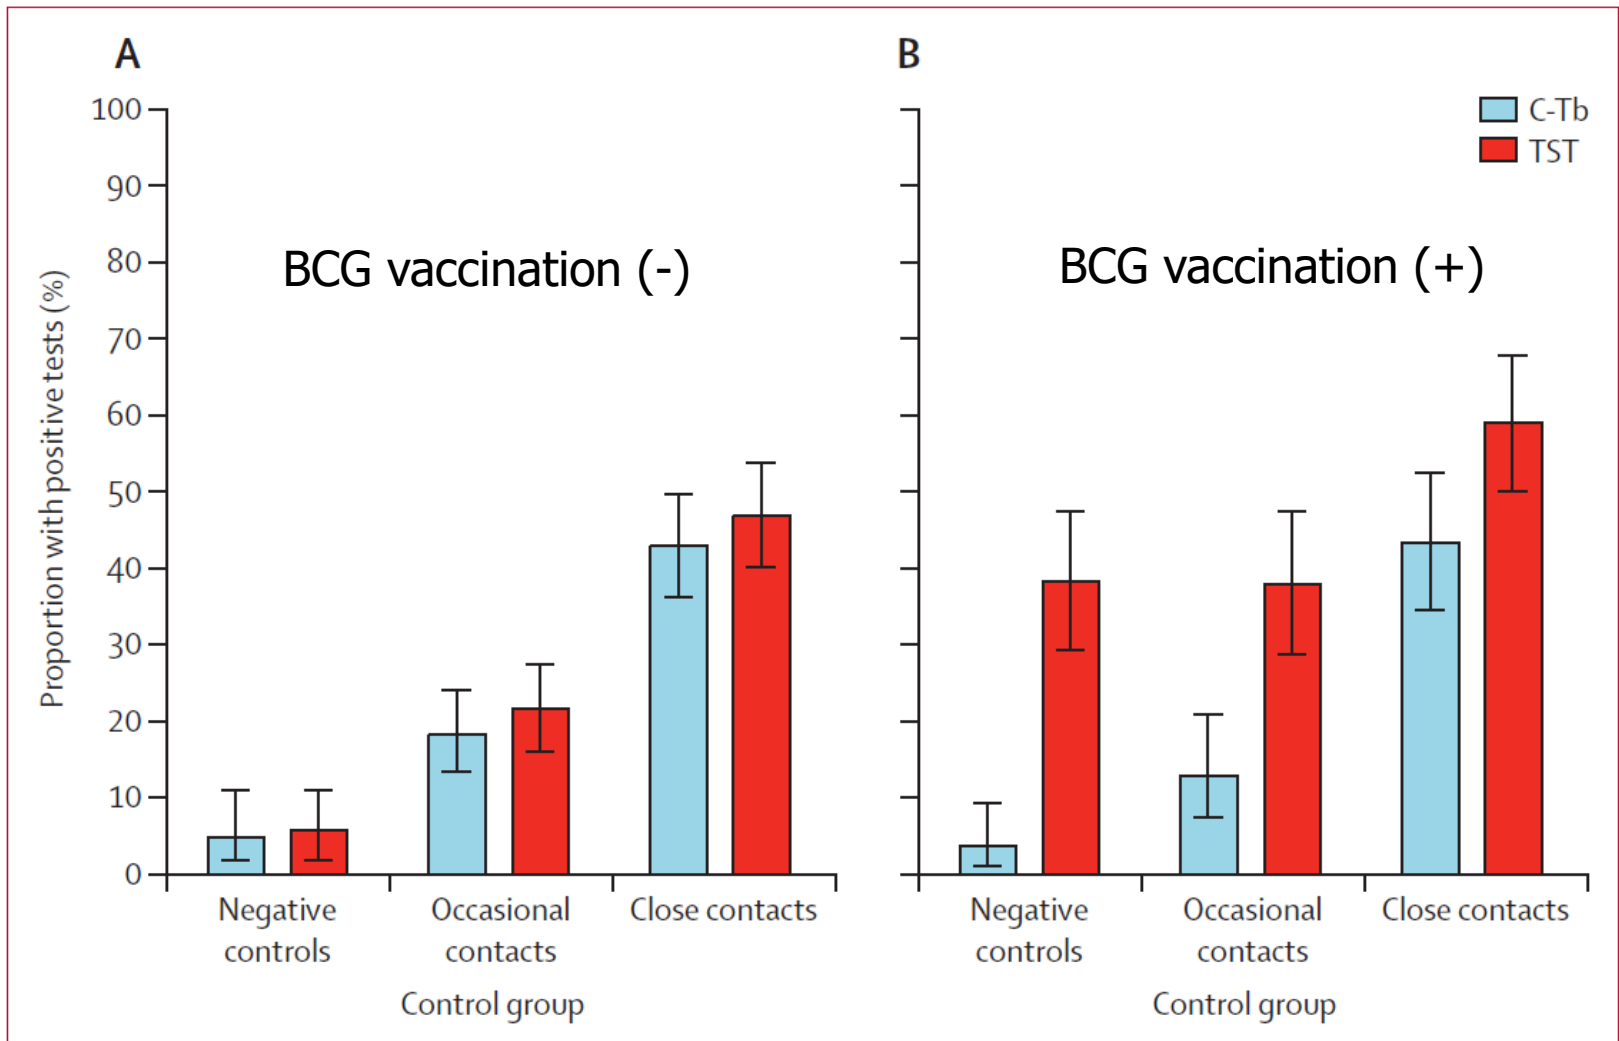 A
B
C-Tb
TST
BCG vaccination (-)
BCG vaccination (+)
Proportion with positive tests (%)
100
90
80
70
60
50
40
30
20
10
0
Negative
controls
Occasional
contacts
Close contacts
Control group
Negative
controls
Occasional
contacts
Close contacts
Control group